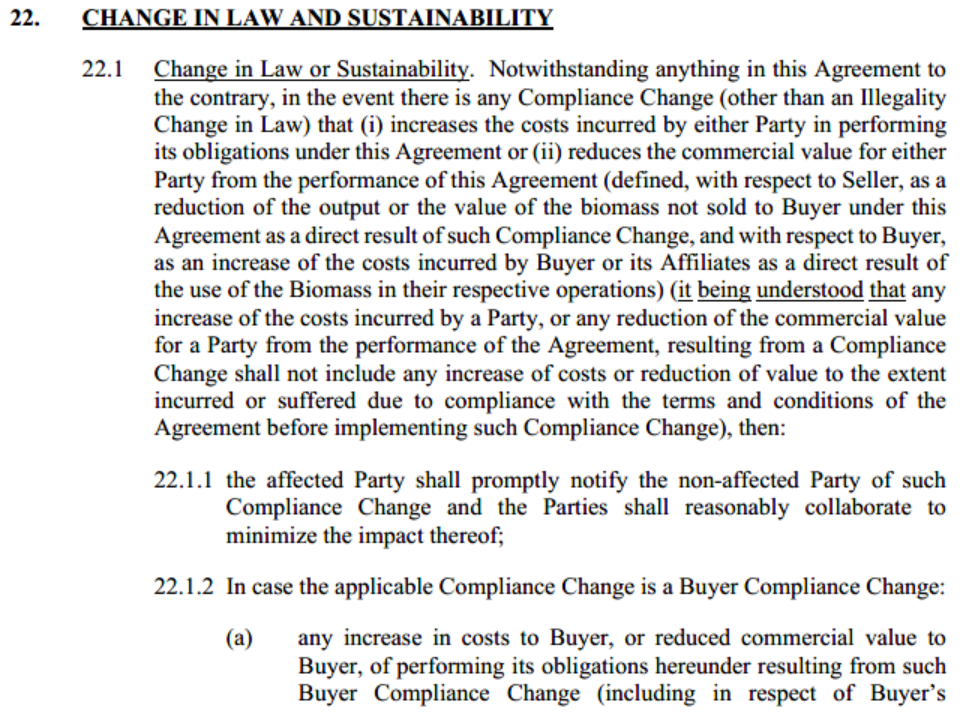 22. CHANGE IN LAW AND SUSTAINABILITY
22.1 Change in Law or Sustainability. Notwithstanding anything in this Agreement to
the contrary, in the event there is any Compliance Change (other than an Illegality
Change in Law) that (i) increases the costs incurred by either Party in performing
its obligations under this Agreement or (ii) reduces the commercial value for either
Party from the performance of this Agreement (defined, with respect to Seller, as a
reduction of the output or the value of the biomass not sold to Buyer under this
Agreement as a direct result of such Compliance Change, and with respect to Buyer,
as an increase of the costs incurred by Buyer or its Affiliates as a direct result of
the use of the Biomass in their respective operations) (it being understood that any
increase of the costs incurred by a Party, or any reduction of the commercial value
for a Party from the performance of the Agreement, resulting from a Compliance
Change shall not include any increase of costs or reduction of value to the extent
incurred or suffered due to compliance with the terms and conditions of the
Agreement before implementing such Compliance Change), then:
22.1.1 the affected Party shall promptly notify the non-affected Party of such
Compliance Change and the Parties shall reasonably collaborate to
minimize the impact thereof;
22.1.2 In case the applicable Compliance Change is a Buyer Compliance Change:
(a) any increase in costs to Buyer, or reduced commercial value to
Buyer, of performing its obligations hereunder resulting from such
Buyer Compliance Change (including in respect of Buyer's